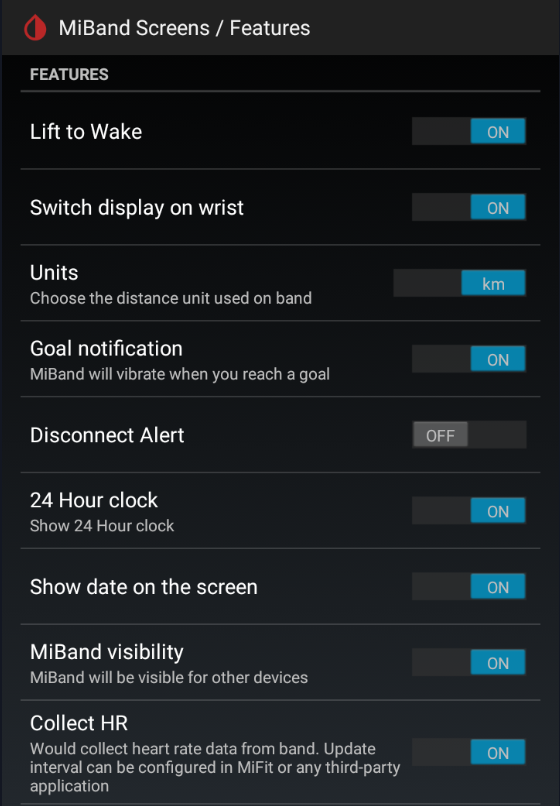 MiBand Screens / Features
FEATURES
Lift to Wake
ON
Switch display on wrist
ON
Units
Choose the distance unit used on band
km
Goal notification
MiBand will vibrate when you reach a goal
ON
Disconnect Alert
OFF
24 Hour clock
Show 24 Hour clock
ON
Show date on the screen
ON
MiBand visibility
MiBand will be visible for other devices
ON
Collect HR
Would collect heart rate data from band. Update
interval can be configured in MiFit or any third-party
application
ON